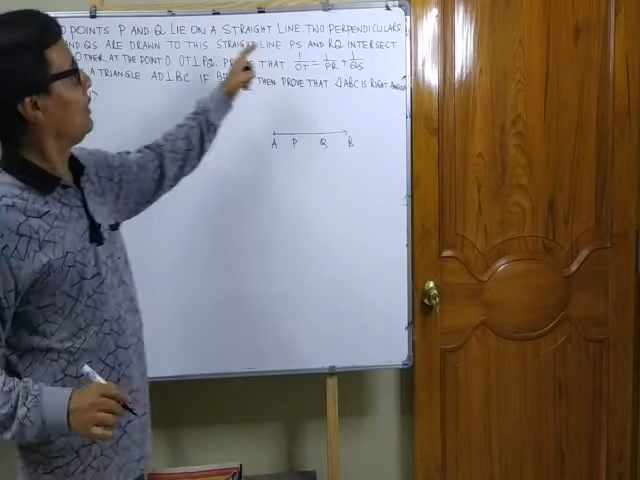 O POINTS P AND Q LIE ON A STRAIGHT LINE. TWO PERPENDICULARS
AND QS ARE DRAWN TO THIS STRAIGHT LINE PS AND RQ INTERSECT
OTHER AT THE POINT O OT⊥PQ. THAT 1/OT = 1/PR + 1/QS
A TRIANGLE AD⊥BC IF THEN PROVE THAT △ABC IS RIGHT
A P Q B